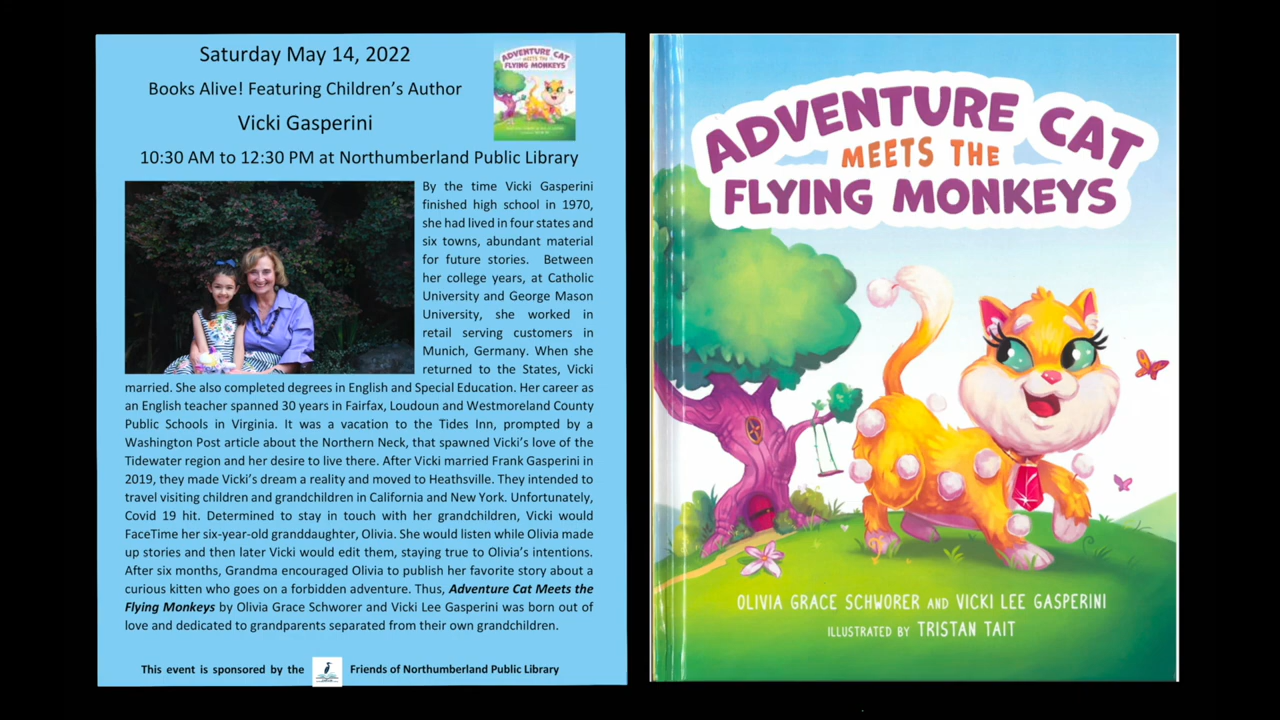 Saturday May 14, 2022
Books Alive! Featuring Children's Author
Vicki Gasperini
10:30 AM to 12:30 PM at Northumberland Public Library
ADVENTURE CAT
MEETS THE
FLYING MONKEYS
By the time Vicki Gasperini
finished high school in 1970,
she had lived in four states and
six towns, abundant material
for future stories. Between
her college years, at Catholic
University and George Mason
University, she worked in
retail serving customers in
Munich, Germany. When she
returned to the States, Vicki
married. She also completed degrees in English and Special Education. Her career as
an English teacher spanned 30 years in Fairfax, Loudoun and Westmoreland County
Public Schools in Virginia. It was a vacation to the Tides Inn, prompted by a
Washington Post article about the Northern Neck, that spawned Vicki's love of the
Tidewater region and her desire to live there. After Vicki married Frank Gasperini in
2019, they made Vicki's dream a reality and moved to Heathsville. They intended to
travel visiting children and grandchildren in California and New York. Unfortunately,
Covid 19 hit. Determined to stay in touch with her grandchildren, Vicki would
FaceTime her six-year-old granddaughter, Olivia. She would listen while Olivia made
up stories and then later Vicki would edit them, staying true to Olivia's intentions.
After six months, Grandma encouraged Olivia to publish her favorite story about a
curious kitten who goes on a forbidden adventure. Thus, Adventure Cat Meets the
Flying Monkeys by Olivia Grace Schworer and Vicki Lee Gasperini was born out of
love and dedicated to grandparents separated from their own grandchildren.
This event is sponsored by the Friends of Northumberland Public Library
ADVENTURE CAT
MEETS THE
FLYING MONKEYS
OLIVIA GRACE SCHWORER AND VICKI LEE GASPERINI
ILLUSTRATED BY TRISTAN TAIT